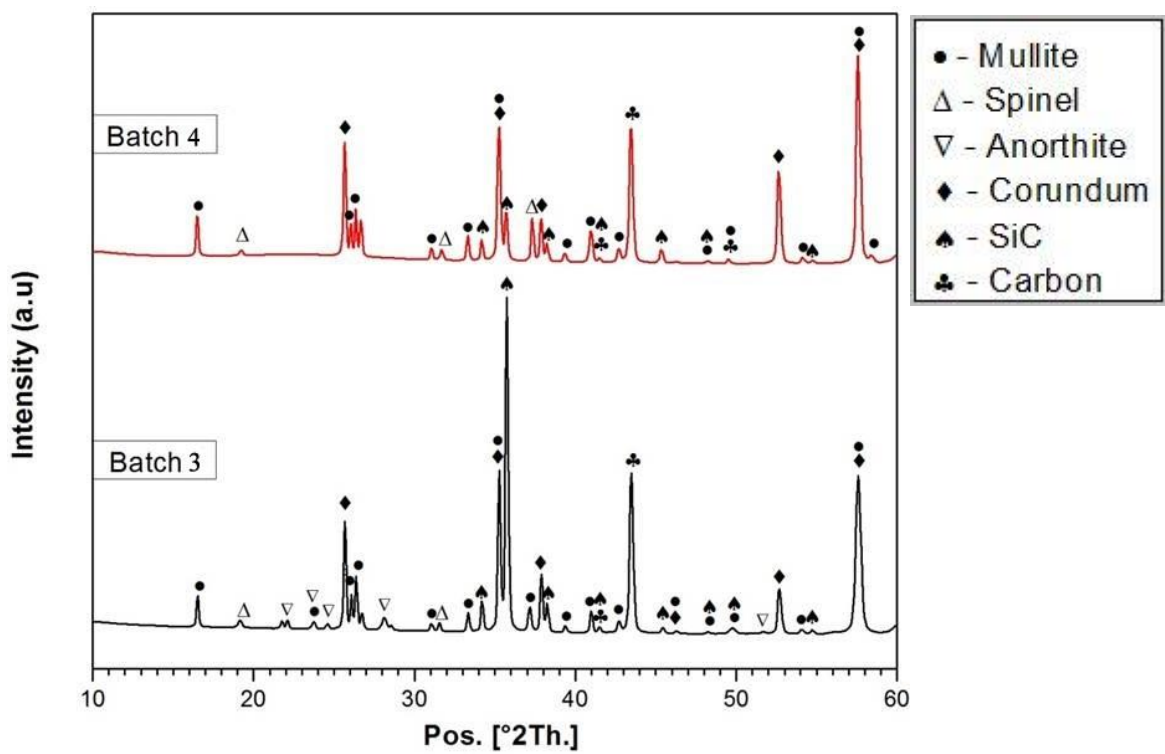 Batch 4
Batch 3
● - Mullite
△ - Spinel
▽ - Anorthite
♦ - Corundum
♠ - SiC
♣ - Carbon
Intensity (a.u)
10 20 30 40 50 60
Pos. [°2Th.]